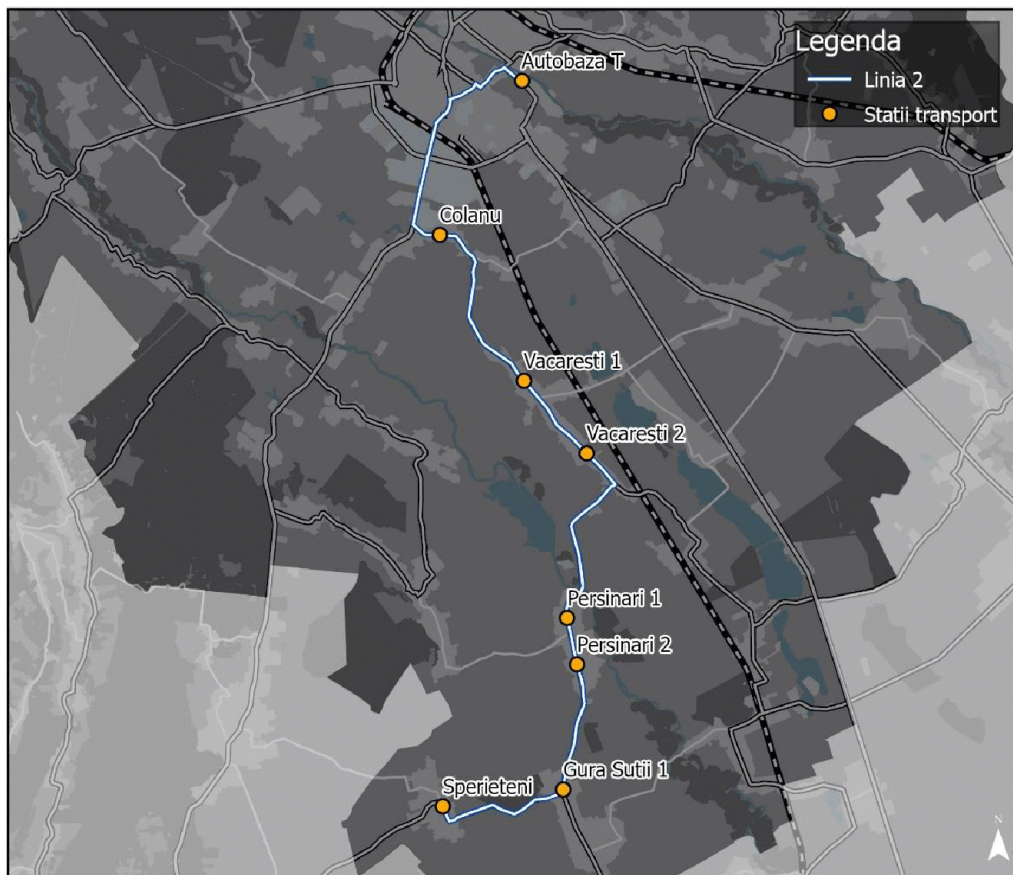 Legenda
Linia 2
Statii transport
Autobaza T
Colanu
Vacaresti 1
Vacaresti 2
Persinari 1
Persinari 2
Gura Sutii 1
Sperieteni
N